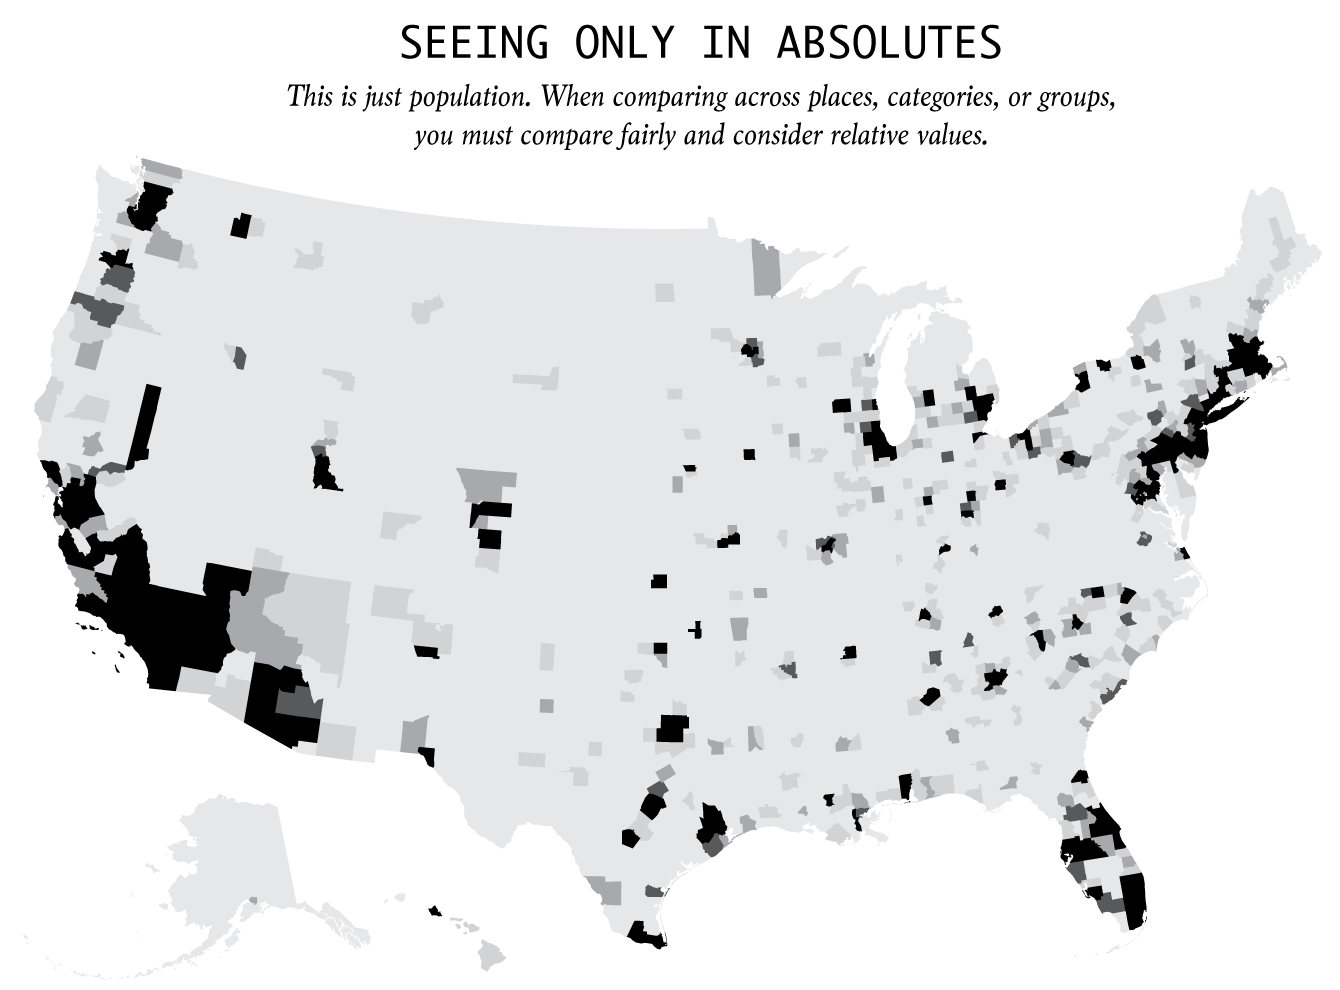 SEEING ONLY IN ABSOLUTES
This is just population. When comparing across places, categories, or groups,
you must compare fairly and consider relative values.